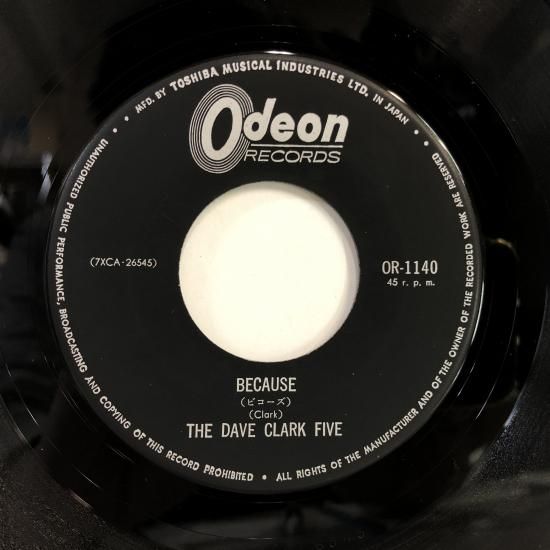 MFD. BY TOSHIBA MUSICAL INDUSTRIES LTD. IN JAPAN
Odeon
RECORDS
(7XCA-26545)
OR-1140
45 r. p. m.
BECAUSE
(ビコーズ)
(Clark)
THE DAVE CLARK FIVE
UNAUTHORIZED PUBLIC PERFORMANCE, BROADCASTING AND COPYING OF THIS RECORD PROHIBITED • ALL RIGHTS OF THE MANUFACTURER AND OF THE OWNER OF THE RECORDED WORK ARE RESERVED